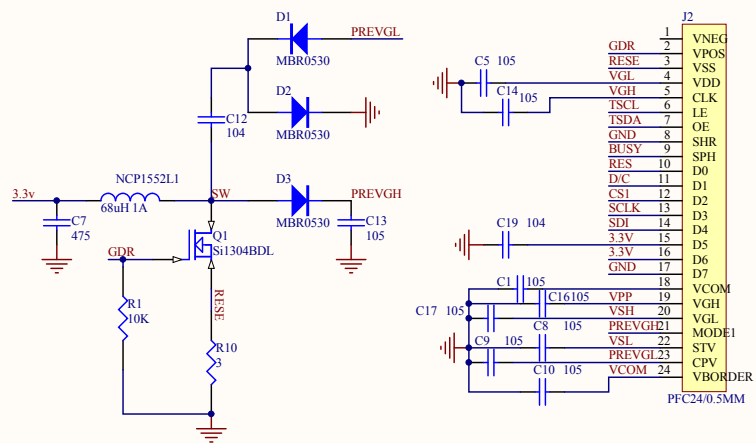 D1
PREVGL
MBR0530
D2
MBR0530
C12
104
NCP1552L1
3.3v
68uH 1A
SW
D3
PREVGH
MBR0530
C7
475
C13
105
Q1
Si1304BDL
GDR
R1
10K
RESE
R10
3
J2
1 VNEG
GDR 2 VPOS
RESE 3 VSS
C5 105 VGL 4 VDD
C14 105 VGH 5 CLK
TSCL 6 LE
TSDA 7 OE
GND 8 SHR
BUSY 9 SPH
RES 10 D0
D/C 11 D1
CS1 12 D2
SCLK 13 D3
SDI 14 D4
C19 104 3.3V 15 D5
3.3V 16 D6
GND 17 D7
C1 105 18 VCOM
C16105 VPP 19 VGH
C17 105 VSH 20 VGL
C8 105 PREVGH21 MODE1
C9 105 VSL 22 STV
PREVGL23 CPV
C10 105 VCOM 24 VBORDER
PFC24/0.5MM